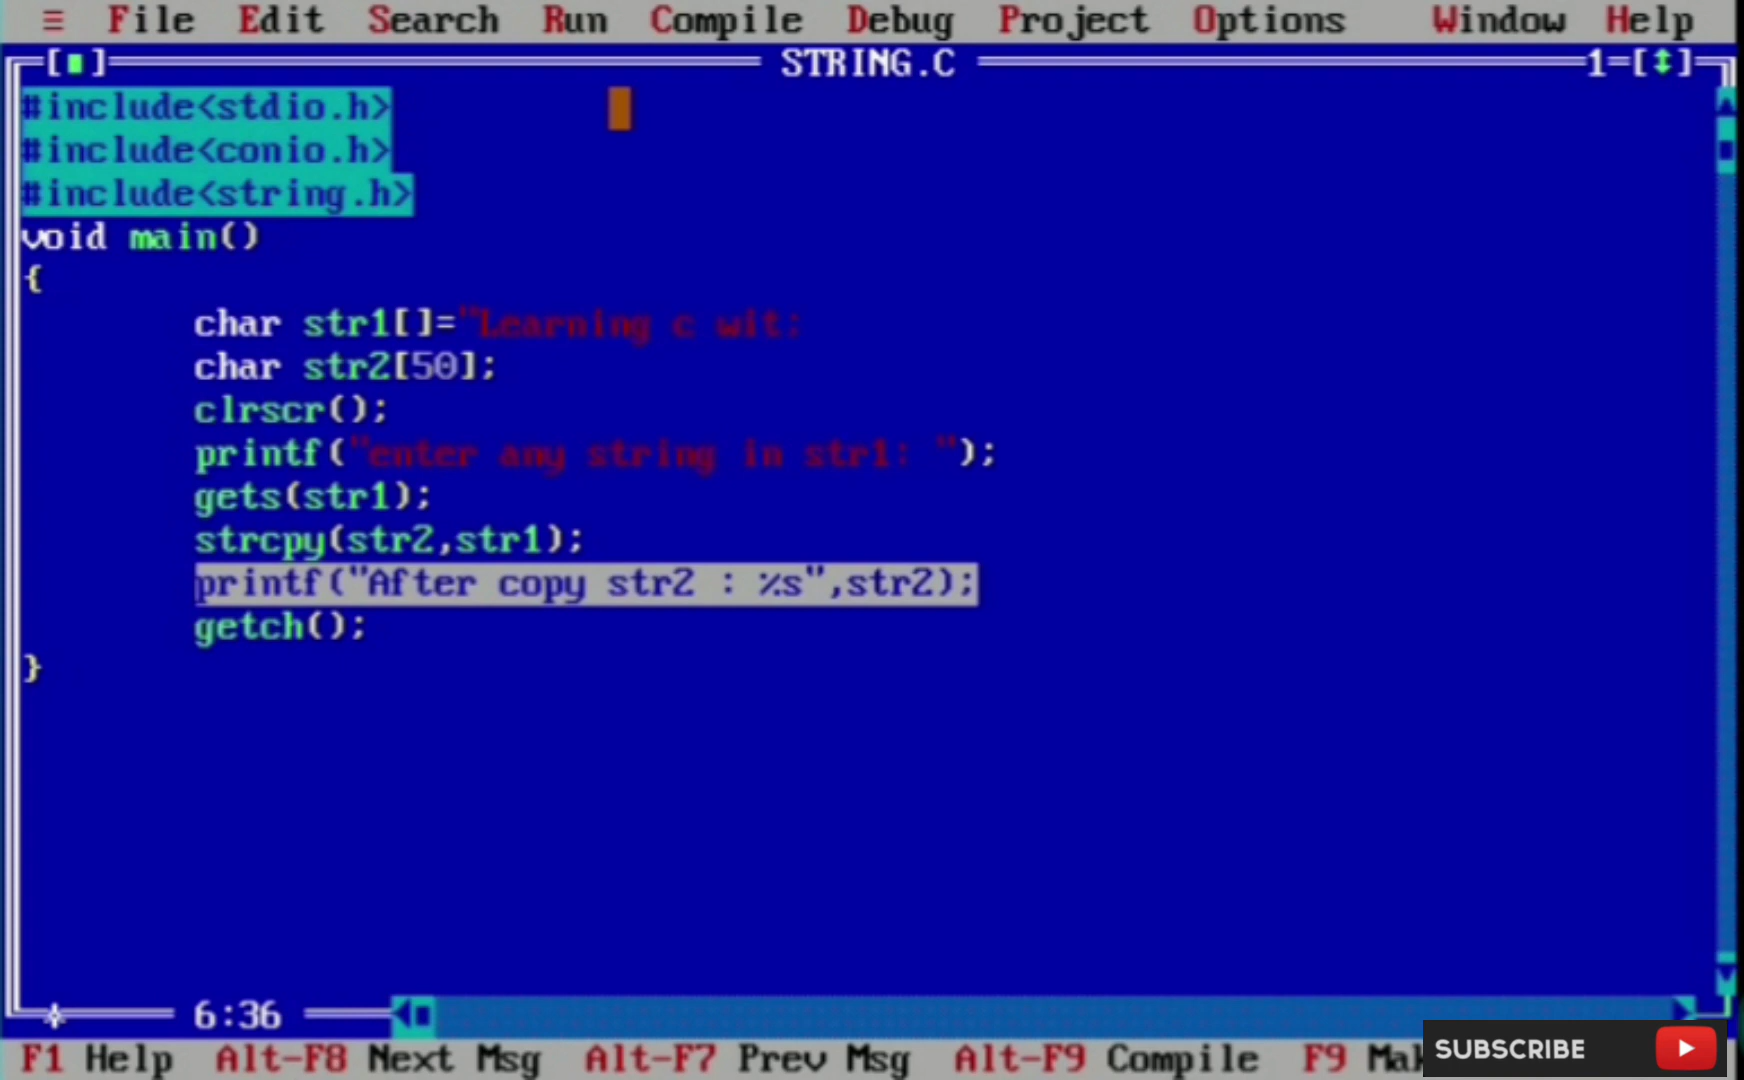 ≡ File Edit Search Run Compile Debug Project Options Window Help
[■] STRING.C 1=[↕]
#include<stdio.h>
#include<conio.h>
#include<string.h>
void main()
{
char str1[]="Learning c wit;
char str2[50];
clrscr();
printf("enter any string in str1: ");
gets(str1);
strcpy(str2,str1);
printf("After copy str2 : %s",str2);
getch();
}
6:36
F1 Help Alt-F8 Next Msg Alt-F7 Prev Msg Alt-F9 Compile F9 Mak
SUBSCRIBE